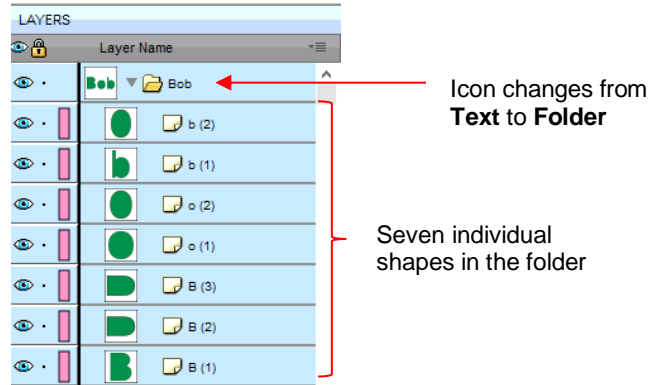 LAYERS
Layer Name
Bob Bob
Icon changes from
Text to Folder
b (2)
b b (1)
o (2)
o (1)
Seven individual
shapes in the folder
B (3)
B (2)
B B (1)